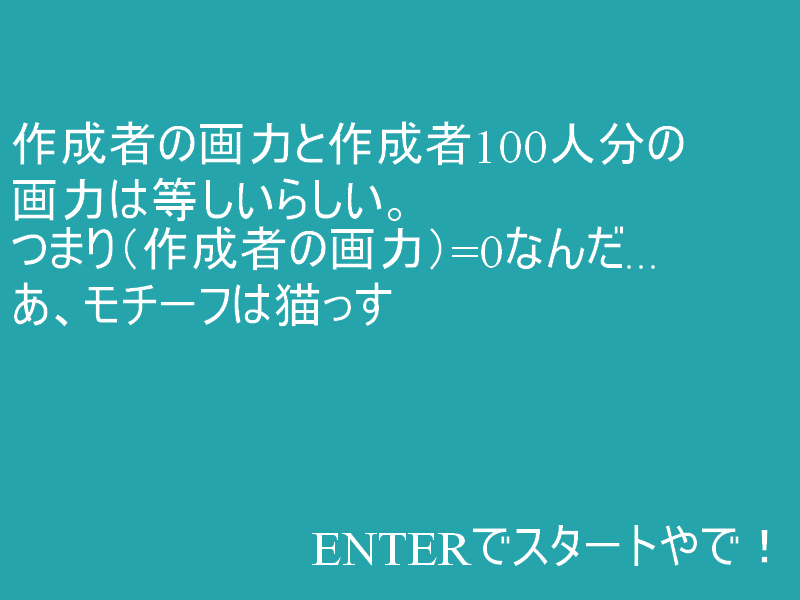 作成者の画力と作成者100人分の
画力は等しいらしい。
つまり（作成者の画力）=0なんだ...
あ、モチーフは猫っす
ENTERでスタートやで！